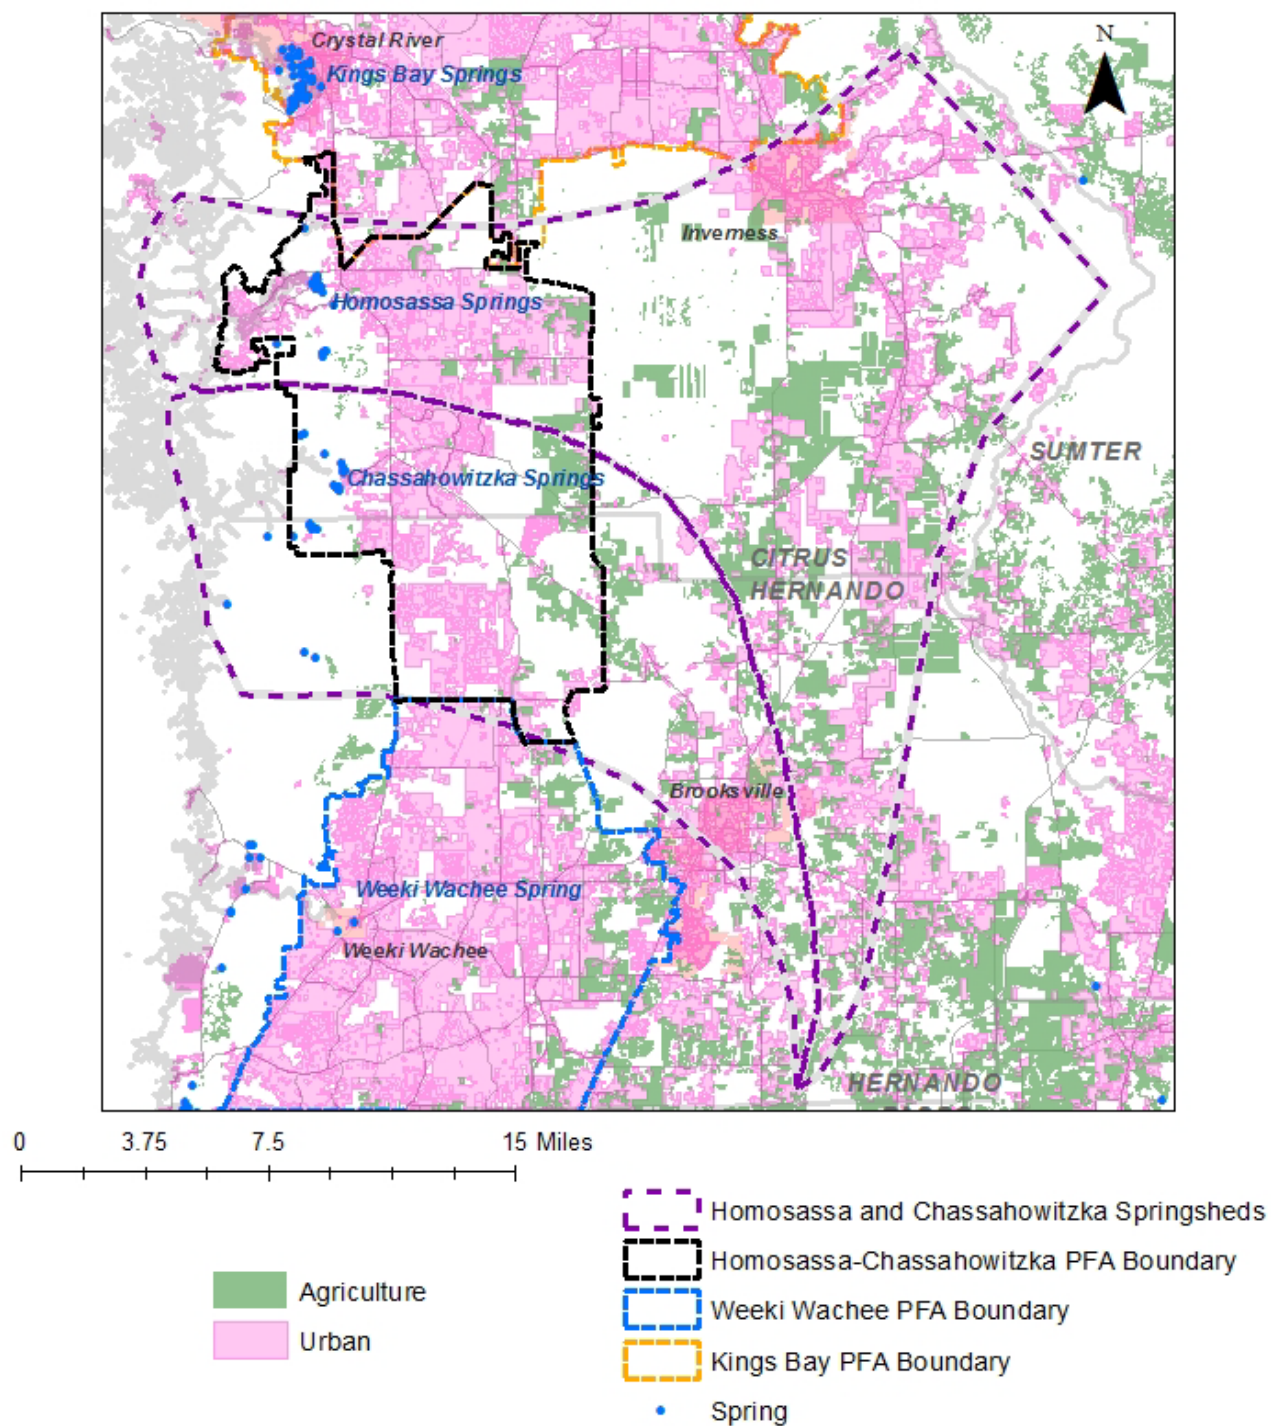 N
Crystal River
Kings Bay Springs
Inverness
Homosassa Springs
SUMTER
Chassahowitzka Springs
CITRUS
HERNANDO
Brooksville
Weeki Wachee Spring
Weeki Wachee
HERNANDO
0 3.75 7.5 15 Miles
Homosassa and Chassahowitzka Springsheds
Homosassa-Chassahowitzka PFA Boundary
Agriculture
Weeki Wachee PFA Boundary
Urban
Kings Bay PFA Boundary
Spring